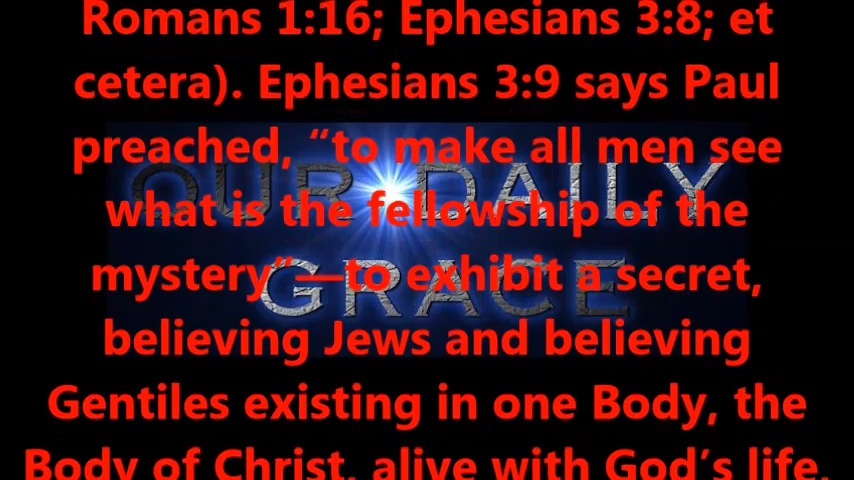 Romans 1:16; Ephesians 3:8; et
cetera). Ephesians 3:9 says Paul
preached, “to make all men see
what is the fellowship of the
mystery”—to exhibit a secret,
believing Jews and believing
Gentiles existing in one Body, the
Body of Christ, alive with God’s life.
OUR DAILY
GRACE